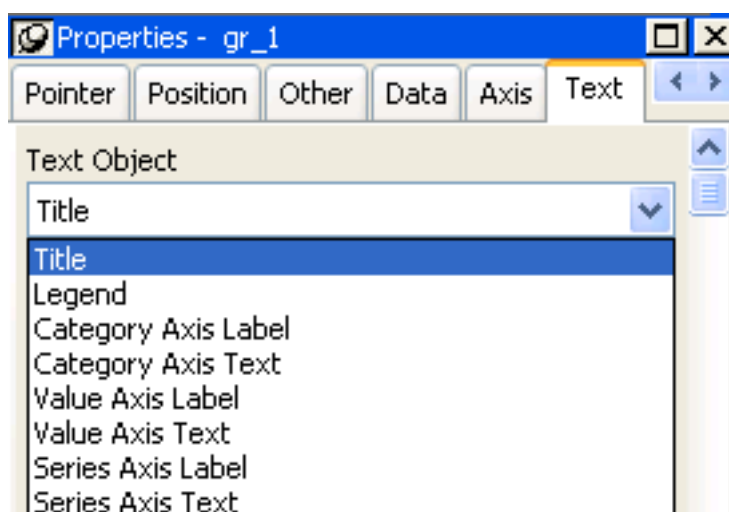 Properties - gr_1
Pointer Position Other Data Axis Text
Text Object
Title
Title
Legend
Category Axis Label
Category Axis Text
Value Axis Label
Value Axis Text
Series Axis Label
Series Axis Text